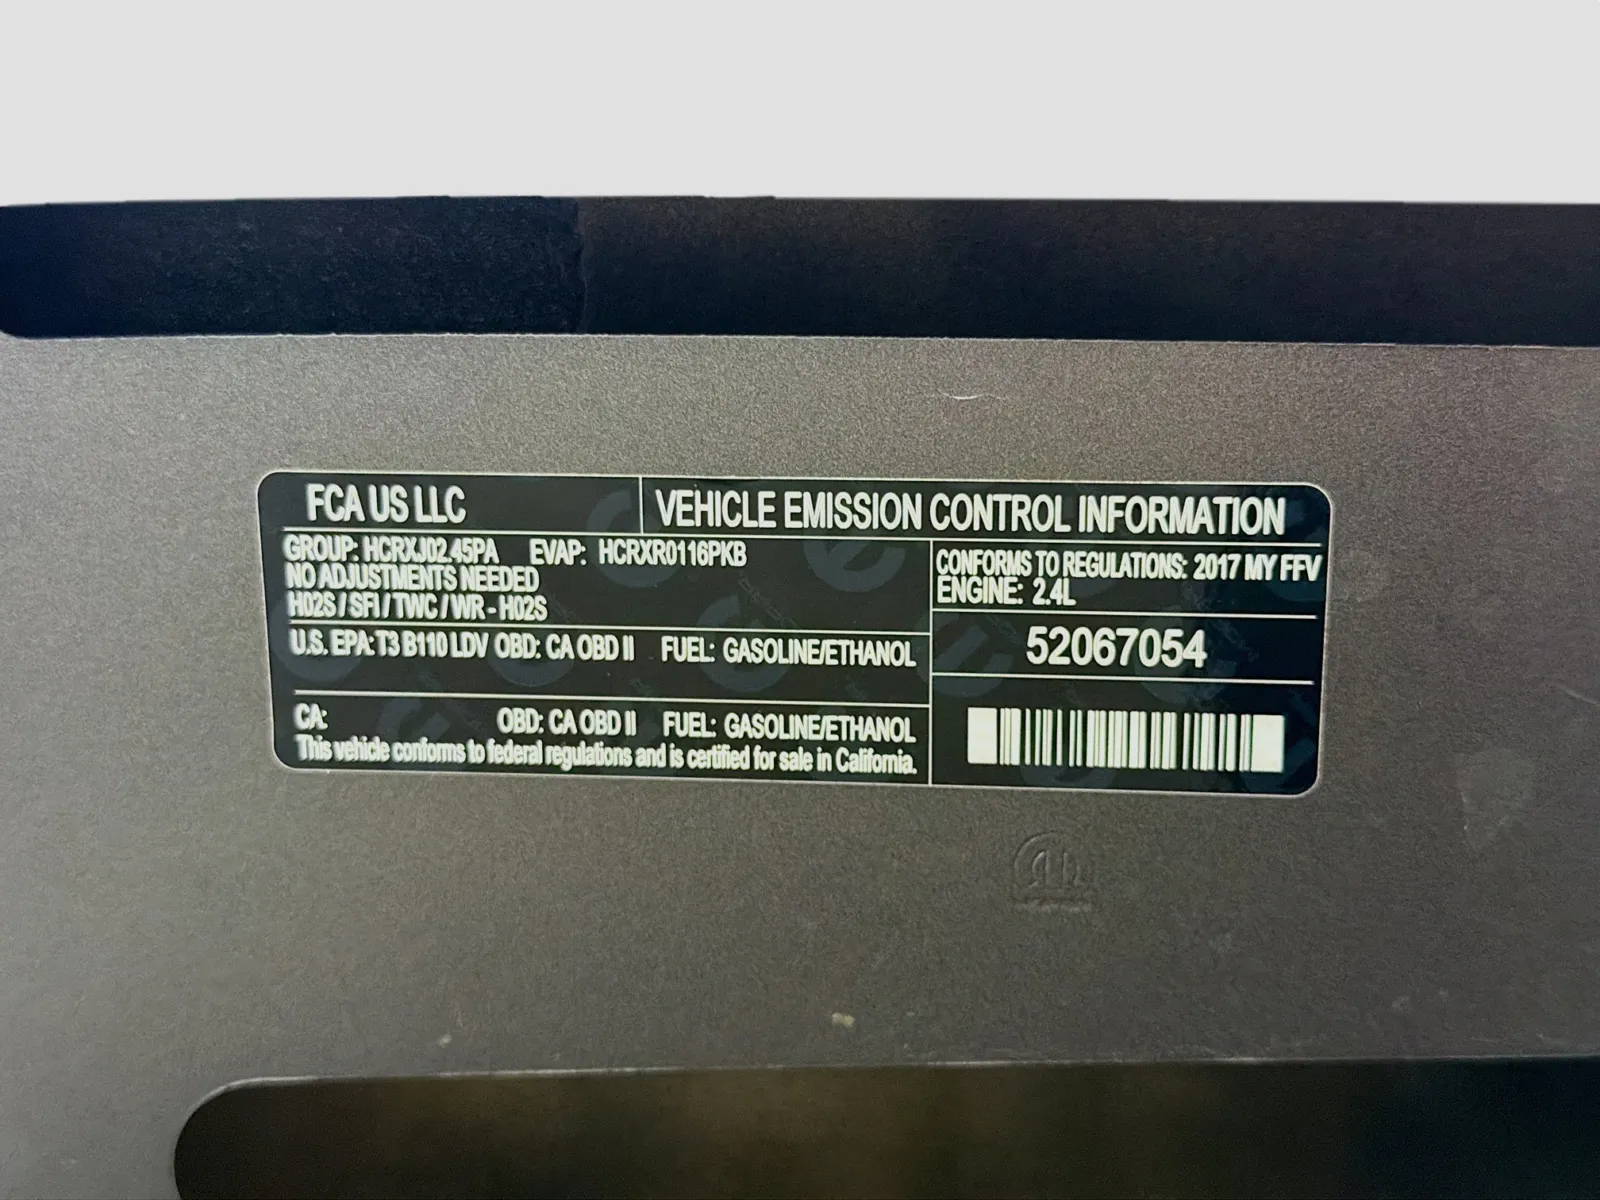 FCA US LLC
VEHICLE EMISSION CONTROL INFORMATION
GROUP: HCRXJ02.45PA EVAP: HCRXR0116PKB
NO ADJUSTMENTS NEEDED
H02S / SFI / TWC / WR - H02S
CONFORMS TO REGULATIONS: 2017 MY FFV
ENGINE: 2.4L
U.S. EPA: T3 B110 LDV OBD: CA OBD II FUEL: GASOLINE/ETHANOL
52067054
CA: OBD: CA OBD II FUEL: GASOLINE/ETHANOL
This vehicle conforms to federal regulations and is certified for sale in California.